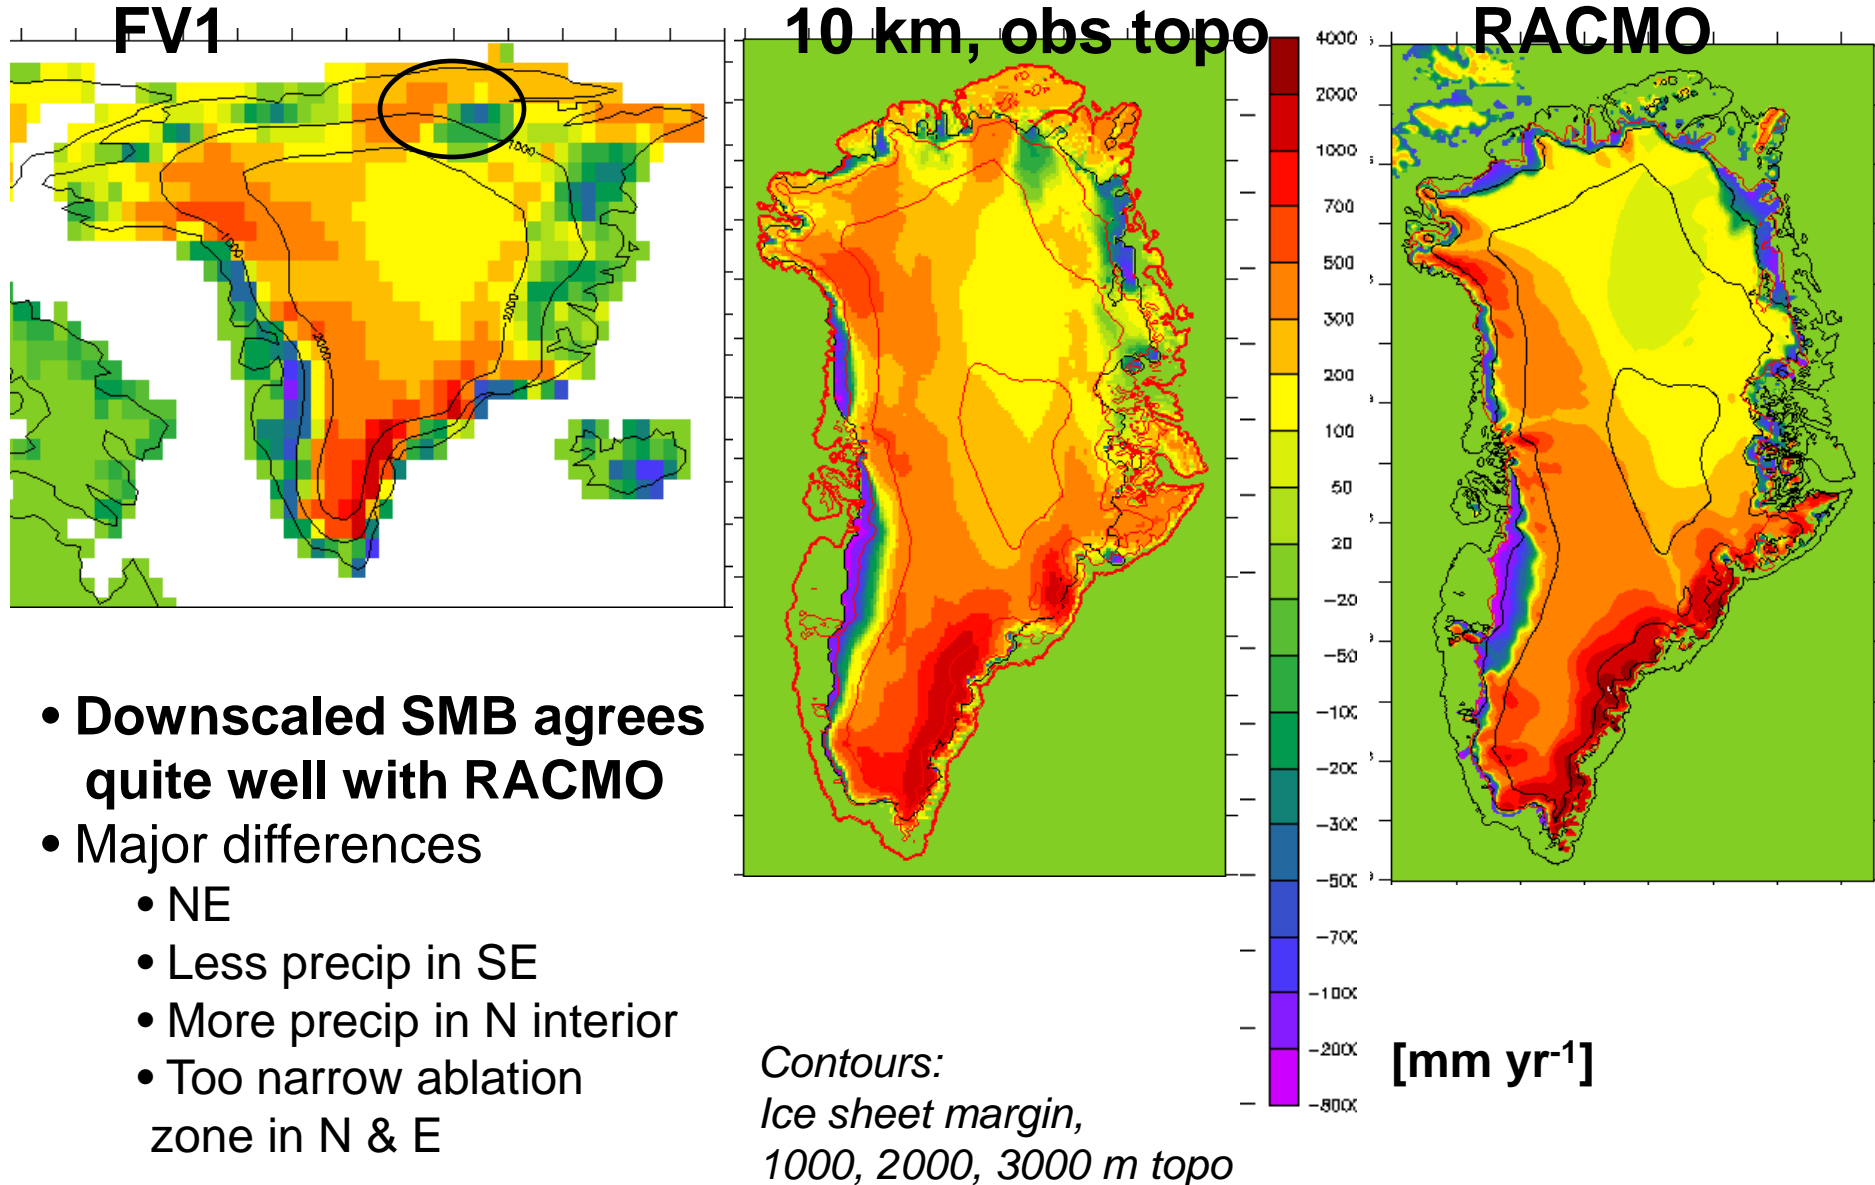 FV1
10 km, obs topo
RACMO
1000
1000
2000
2000
4000
2000
1000
700
500
300
200
100
50
20
-20
-50
-100
-200
-300
-500
-700
-1000
-2000
• Downscaled SMB agrees
quite well with RACMO
• Major differences
• NE
• Less precip in SE
• More precip in N interior
• Too narrow ablation
zone in N & E
Contours:
Ice sheet margin,
1000, 2000, 3000 m topo
[mm yr-1]